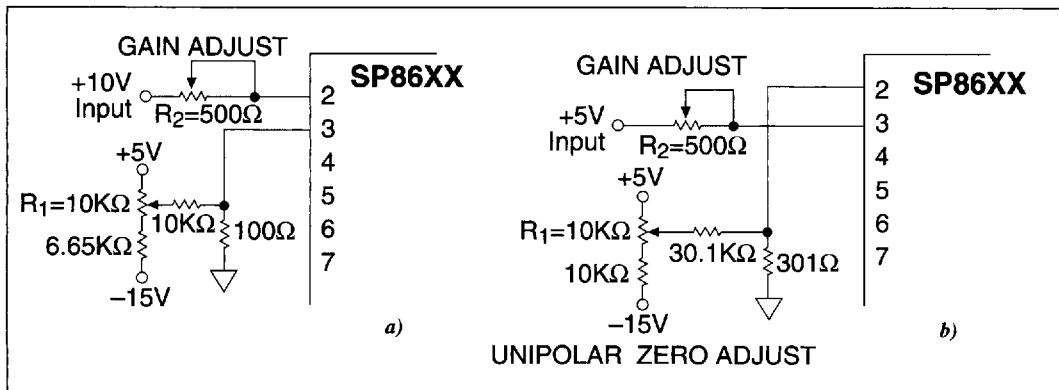 GAIN ADJUST
SP86XX
+10V
Input
R2=500Ω
2
3
4
5
6
7
+5V
R1=10KΩ
10KΩ
100Ω
6.65KΩ
–15V
a)
GAIN ADJUST
SP86XX
+5V
Input
R2=500Ω
2
3
4
5
6
7
+5V
R1=10KΩ
30.1KΩ
301Ω
10KΩ
–15V
b)
UNIPOLAR ZERO ADJUST